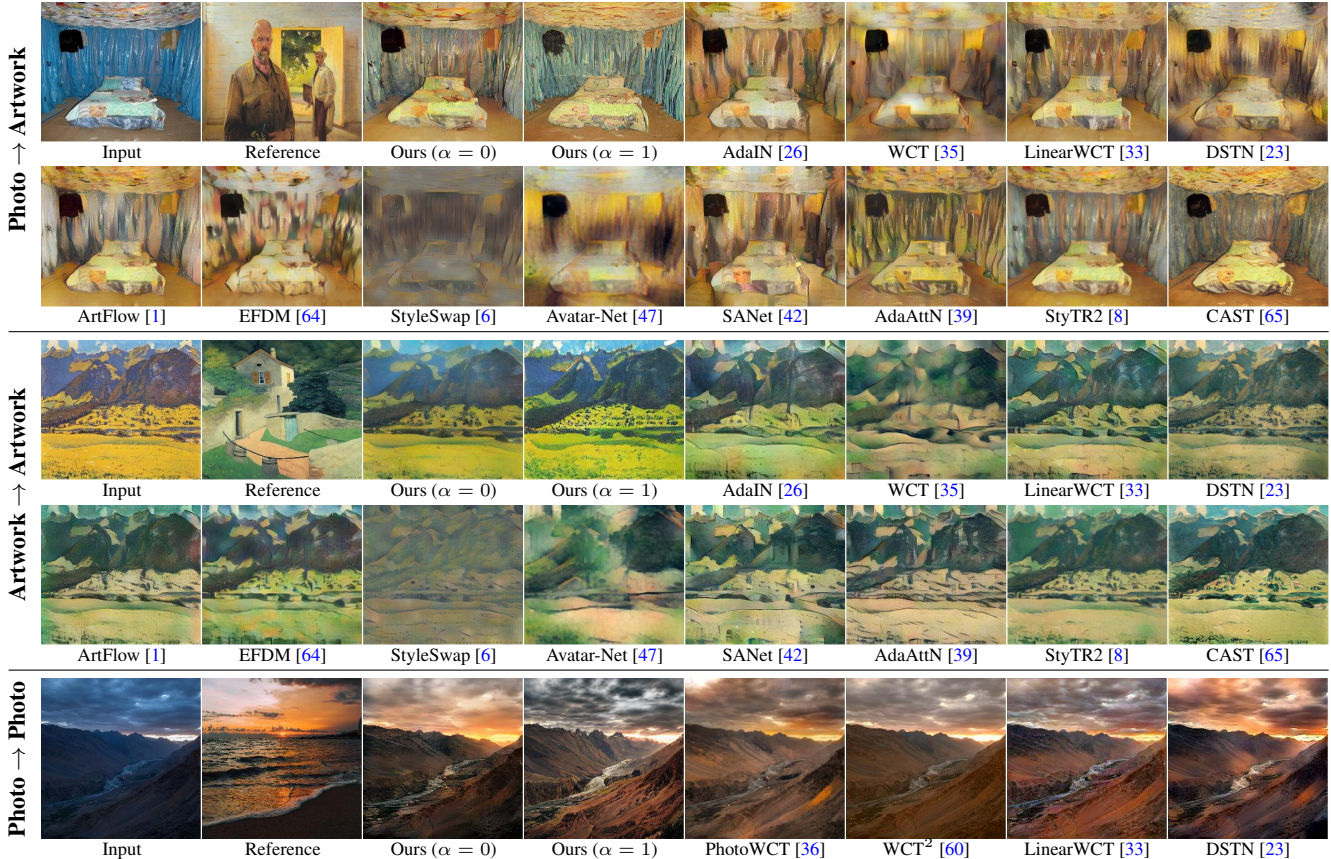 Photo → Artwork
Input Reference Ours (α = 0) Ours (α = 1) AdaIN [26] WCT [35] LinearWCT [33] DSTN [23]
ArtFlow [1] EFDM [64] StyleSwap [6] Avatar-Net [47] SANet [42] AdaAttN [39] StyTR2 [8] CAST [65]
Artwork → Artwork
Input Reference Ours (α = 0) Ours (α = 1) AdaIN [26] WCT [35] LinearWCT [33] DSTN [23]
ArtFlow [1] EFDM [64] StyleSwap [6] Avatar-Net [47] SANet [42] AdaAttN [39] StyTR2 [8] CAST [65]
Photo → Photo
Input Reference Ours (α = 0) Ours (α = 1) PhotoWCT [36] WCT² [60] LinearWCT [33] DSTN [23]